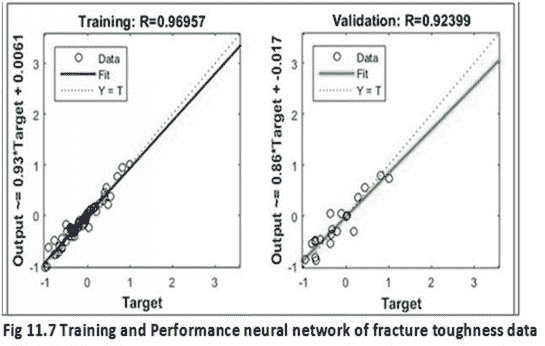 Training: R=0.96957
Output ~= 0.93*Target + 0.0061
3
2
1
0
-1
Data
Fit
Y = T
-1 0 1 2 3
Target
Validation: R=0.92399
Output ~= 0.86*Target + -0.017
3
2
1
0
-1
Data
Fit
Y = T
-1 0 1 2 3
Target
Fig 11.7 Training and Performance neural network of fracture toughness data